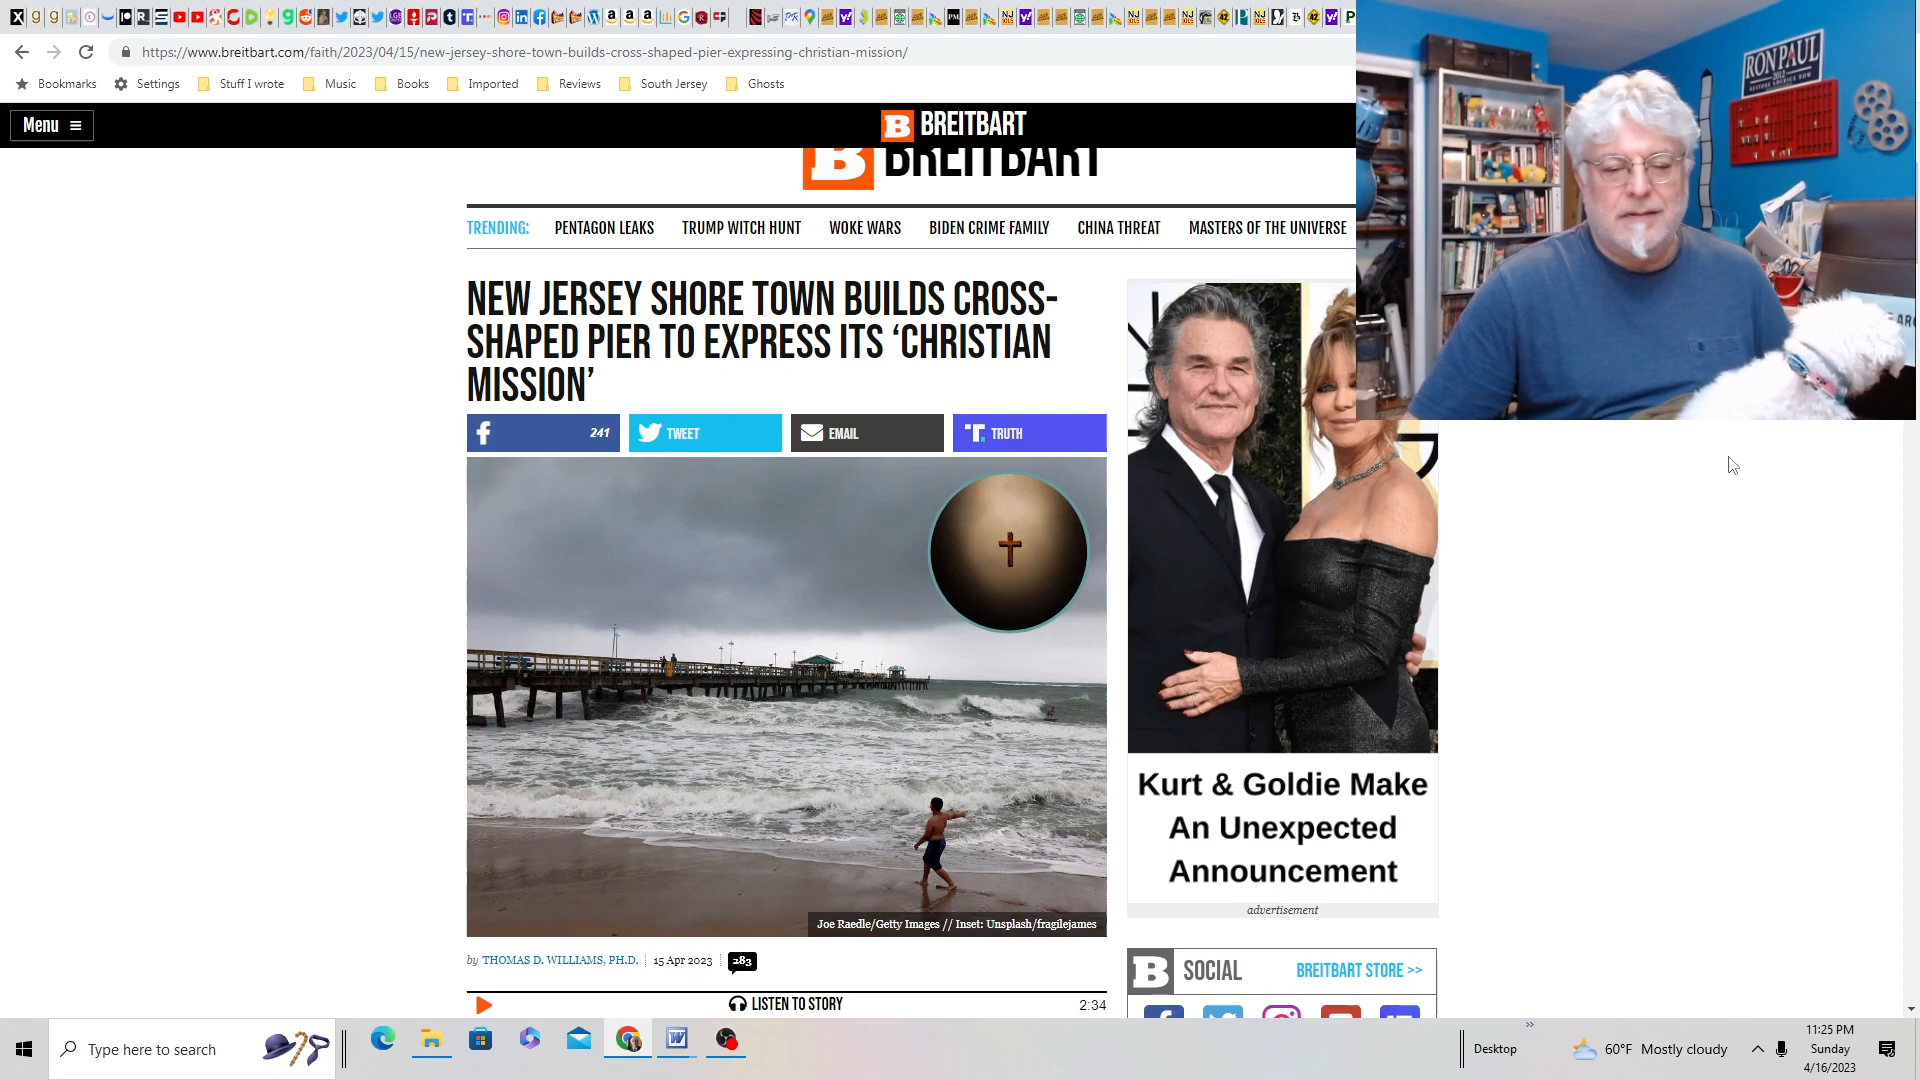 https://www.breitbart.com/faith/2023/04/15/new-jersey-shore-town-builds-cross-shaped-pier-expressing-christian-mission/
Bookmarks Settings Stuff I wrote Music Books Imported Reviews South Jersey Ghosts
Menu
BREITBART
BREITBART
TRENDING: PENTAGON LEAKS TRUMP WITCH HUNT WOKE WARS BIDEN CRIME FAMILY CHINA THREAT MASTERS OF THE UNIVERSE
NEW JERSEY SHORE TOWN BUILDS CROSS-
SHAPED PIER TO EXPRESS ITS ‘CHRISTIAN
MISSION’
241 TWEET EMAIL TRUTH
Joe Raedle/Getty Images // Inset: Unsplash/fragilejames
by THOMAS D. WILLIAMS, PH.D. 15 Apr 2023 283
LISTEN TO STORY 2:34
RON PAUL
2012
Kurt & Goldie Make
An Unexpected
Announcement
advertisement
B SOCIAL BREITBART STORE >>
Type here to search
Desktop
60°F Mostly cloudy
11:25 PM
Sunday
4/16/2023